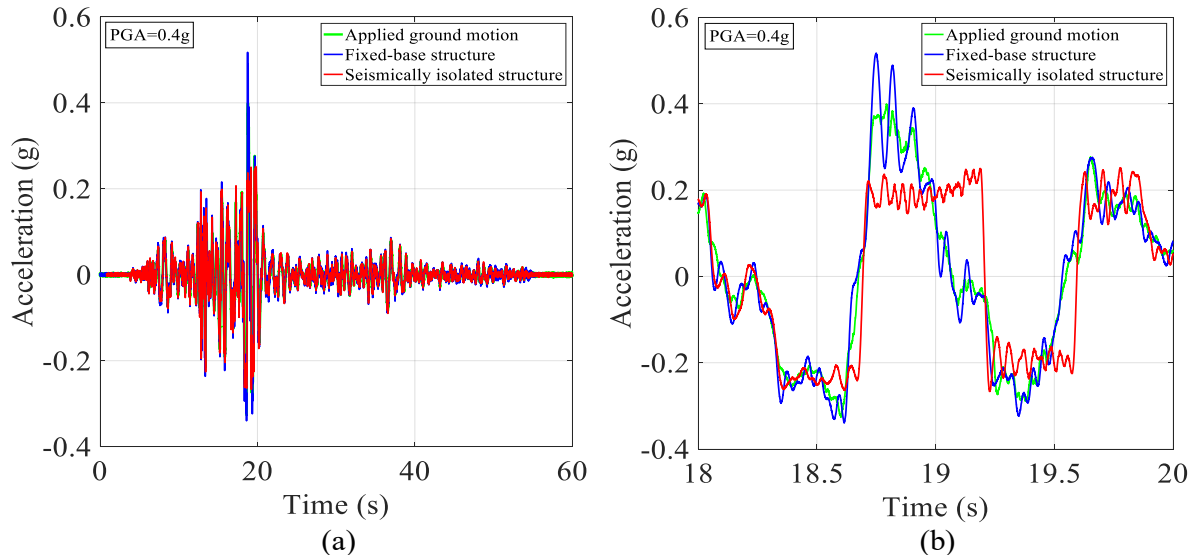 PGA=0.4g
Applied ground motion
Fixed-base structure
Seismically isolated structure
Acceleration (g)
0.6
0.4
0.2
0
-0.2
-0.4
0 20 40 60
Time (s)
(a)
PGA=0.4g
Applied ground motion
Fixed-base structure
Seismically isolated structure
Acceleration (g)
0.6
0.4
0.2
0
-0.2
-0.4
18 18.5 19 19.5 20
Time (s)
(b)